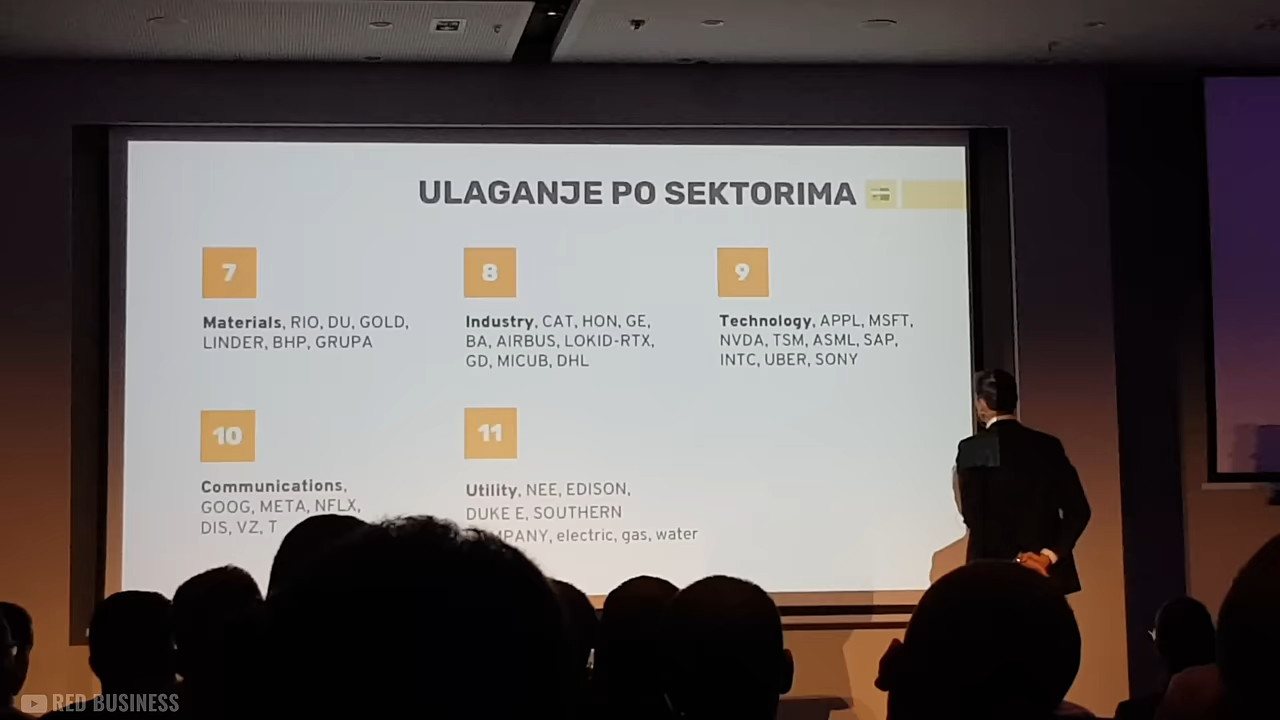 ULAGANJE PO SEKTORIMA
7
Materials, RIO, DU, GOLD,
LINDER, BHP, GRUPA
8
Industry, CAT, HON, GE,
BA, AIRBUS, LOKID-RTX,
GD, MICUB, DHL
9
Technology, APPL, MSFT,
NVDA, TSM, ASML, SAP,
INTC, UBER, SONY
10
Communications,
GOOG, META, NFLX,
DIS, VZ, T
11
Utility, NEE, EDISON,
DUKE E, SOUTHERN
MPANY, electric, gas, water
RED BUSINESS